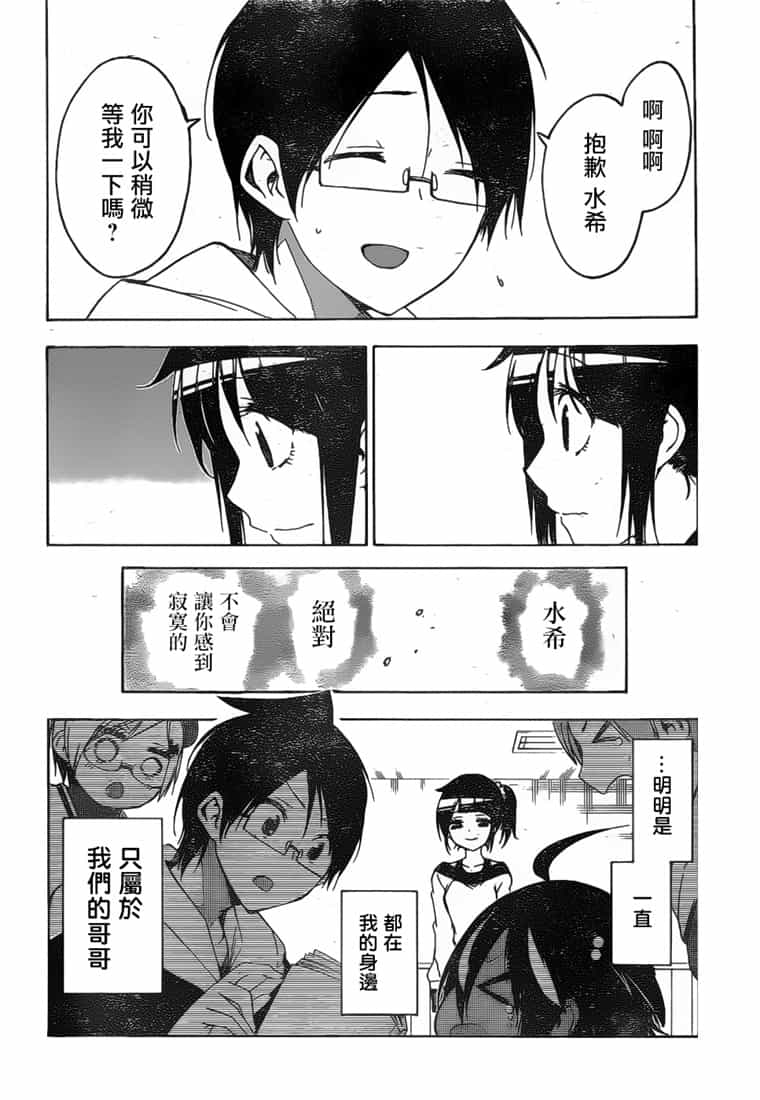 啊 啊啊
抱歉 水希
你可以稍微
等我一下嗎?
水希
絕對
不會
讓你感到
寂寞的
…明明是
一直
都在
我的身邊
只屬於
我們的哥哥